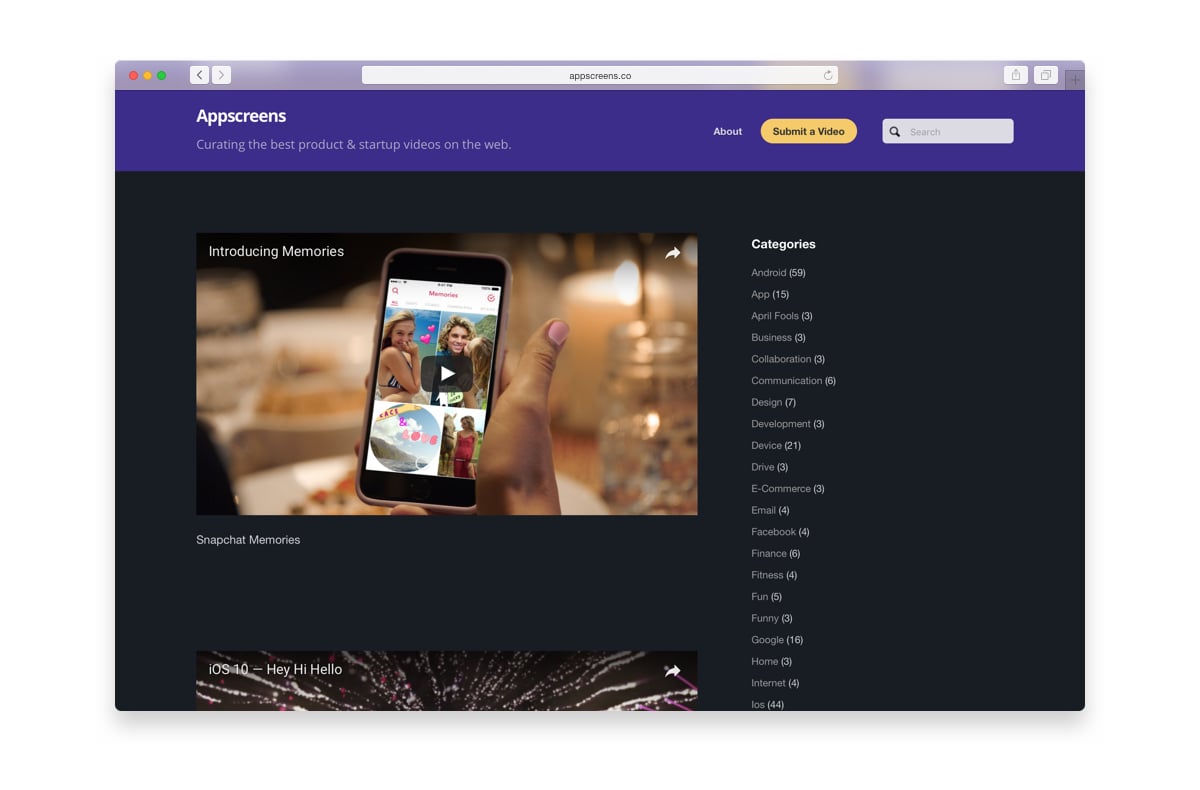 appscreens.co
Appscreens
Curating the best product & startup videos on the web.
About
Submit a Video
Search
Introducing Memories
Memories
SAGE
&
LOVE
Snapchat Memories
iOS 10 — Hey Hi Hello
Categories
Android (59)
App (15)
April Fools (3)
Business (3)
Collaboration (3)
Communication (6)
Design (7)
Development (3)
Device (21)
Drive (3)
E-Commerce (3)
Email (4)
Facebook (4)
Finance (6)
Fitness (4)
Fun (5)
Funny (3)
Google (16)
Home (3)
Internet (4)
Ios (44)